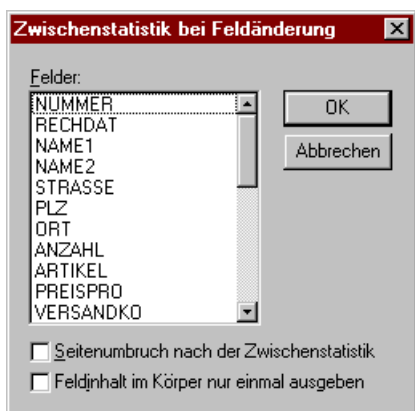 Zwischenstatistik bei Feldänderung
Felder:
NUMMER
RECHDAT
NAME1
NAME2
STRASSE
PLZ
ORT
ANZAHL
ARTIKEL
PREISPRO
VERSANDKO
OK
Abbrechen
Seitenumbruch nach der Zwischenstatistik
Feldinhalt im Körper nur einmal ausgeben